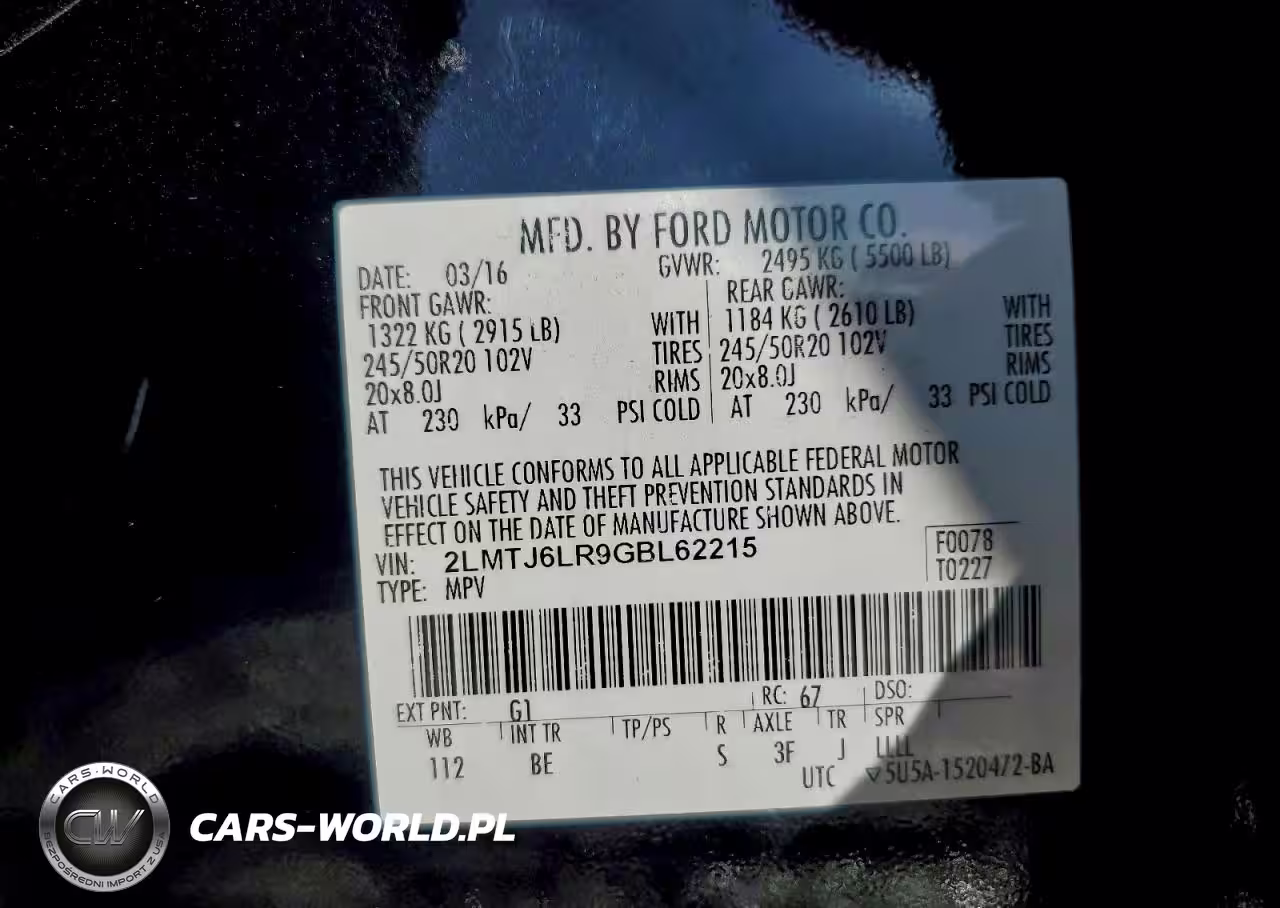 MFD. BY FORD MOTOR CO.
DATE: 03/16 GVWR: 2495 KG ( 5500 LB)
FRONT GAWR: REAR GAWR:
1322 KG ( 2915 LB) WITH 1184 KG ( 2610 LB) WITH
245/50R20 102V TIRES 245/50R20 102V TIRES
20x8.0J RIMS 20x8.0J RIMS
AT 230 kPa/ 33 PSI COLD AT 230 kPa/ 33 PSI COLD
THIS VEHICLE CONFORMS TO ALL APPLICABLE FEDERAL MOTOR
VEHICLE SAFETY AND THEFT PREVENTION STANDARDS IN
EFFECT ON THE DATE OF MANUFACTURE SHOWN ABOVE.
VIN: 2LMTJ6LR9GBL62215 F0078
TYPE: MPV T0227
EXT PNT: G1 RC: 67 DSO:
WB INT TR TP/PS R AXLE TR SPR
112 BE S 3F J LLLL
UTC ▽5U5A-1520472-BA
CARS-WORLD
CW
BEZPOŚREDNI IMPORT Z USA
CARS-WORLD.PL